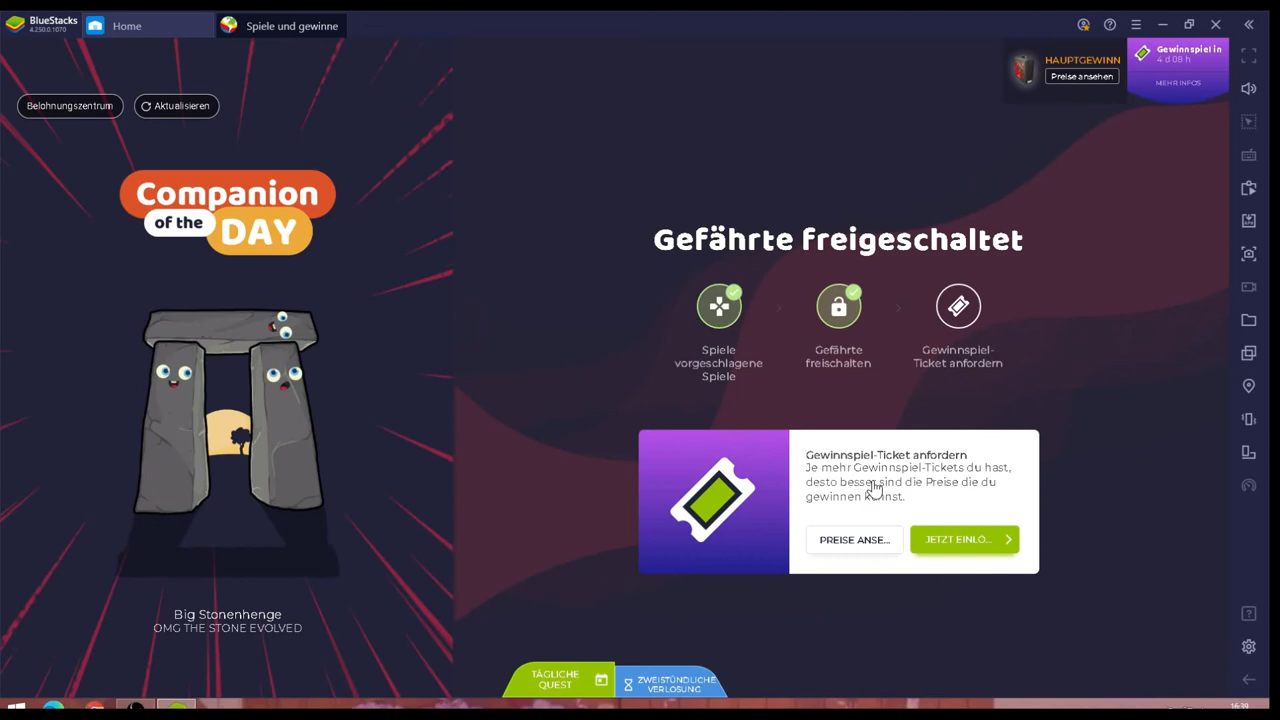 BlueStacks
4.250.0.1070
Home
Spiele und gewinne
HAUPTGEWINN
Preise ansehen
Gewinnspiel in
4 d 08 h
MEHR INFOS
Belohnungszentrum
Aktualisieren
Companion
of the
DAY
Gefährte freigeschaltet
Spiele
vorgeschlagene
Spiele
Gefährte
freischalten
Gewinnspiel-
Ticket anfordern
Gewinnspiel-Ticket anfordern
Je mehr Gewinnspiel-Tickets du hast,
desto besser sind die Preise die du
gewinnen kannst.
PREISE ANSE...
JETZT EINLÖ...
Big Stonenhenge
OMG THE STONE EVOLVED
TÄGLICHE
QUEST
ZWEISTÜNDLICHE
VERLOSUNG
16:39